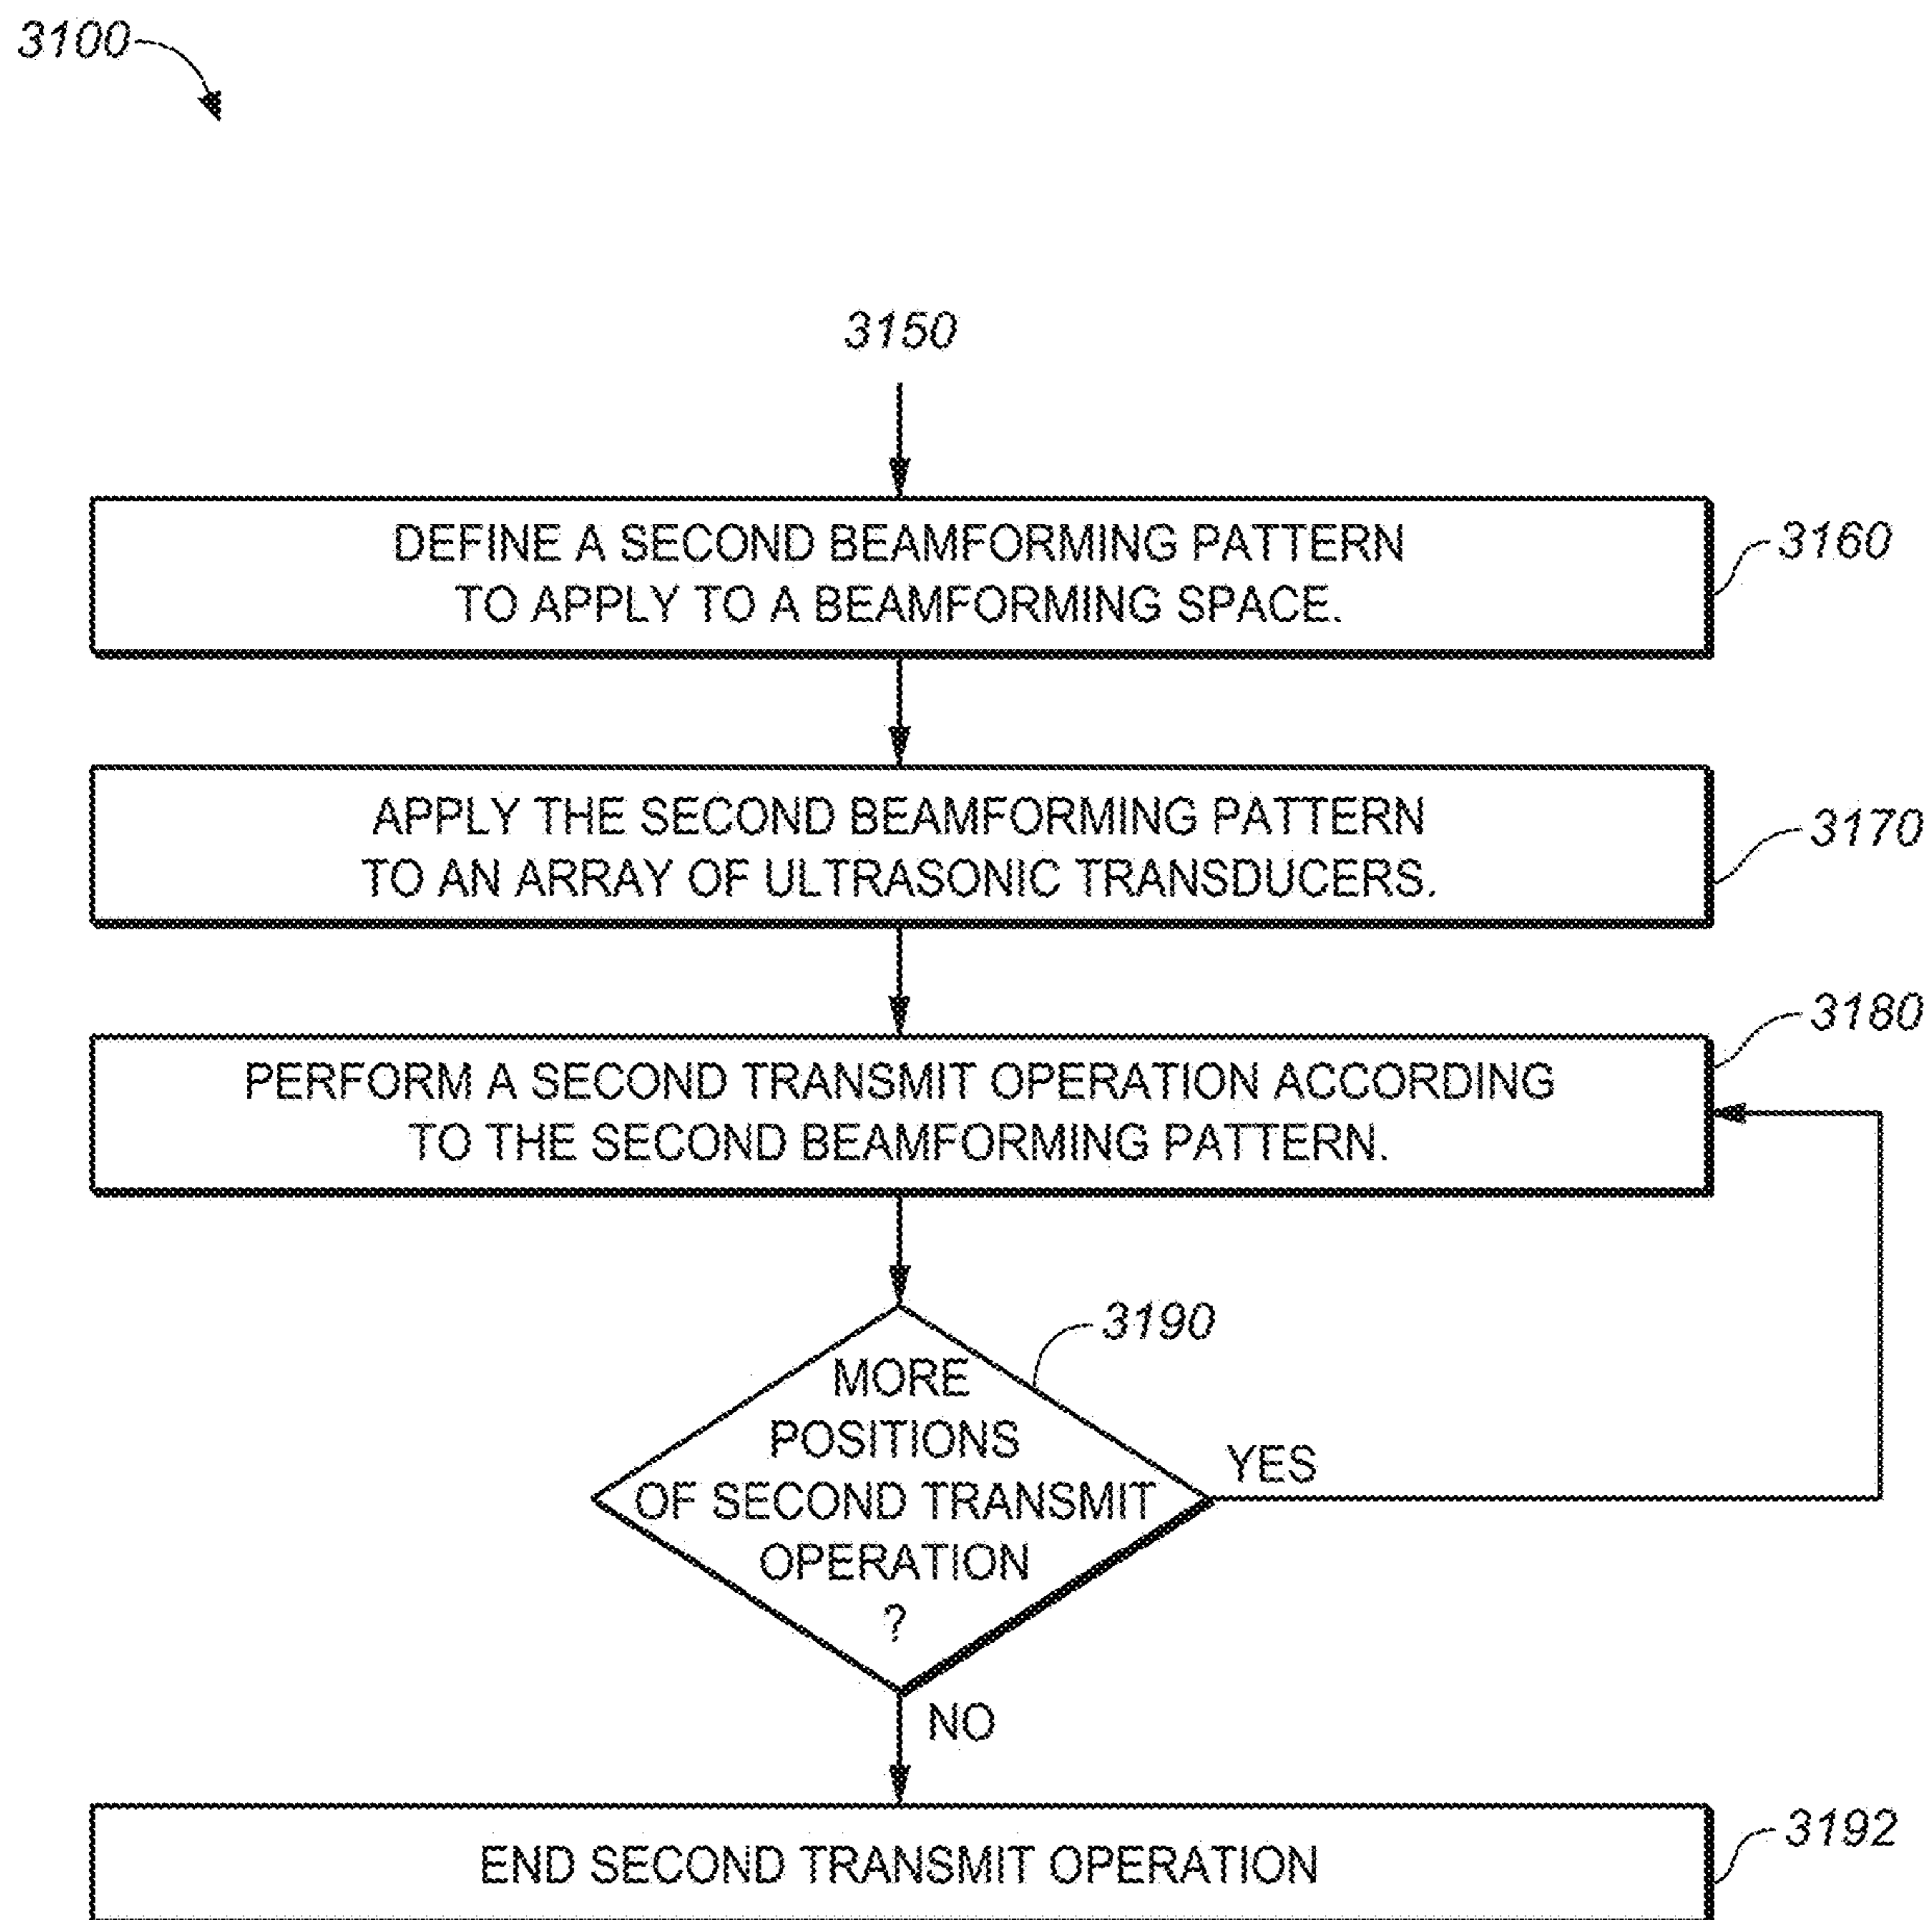 3100
3150
DEFINE A SECOND BEAMFORMING PATTERN
TO APPLY TO A BEAMFORMING SPACE.
3160
APPLY THE SECOND BEAMFORMING PATTERN
TO AN ARRAY OF ULTRASONIC TRANSDUCERS.
3170
3180
PERFORM A SECOND TRANSMIT OPERATION ACCORDING
TO THE SECOND BEAMFORMING PATTERN.
3190
MORE
POSITIONS
OF SECOND TRANSMIT
OPERATION
?
YES
NO
END SECOND TRANSMIT OPERATION
3192